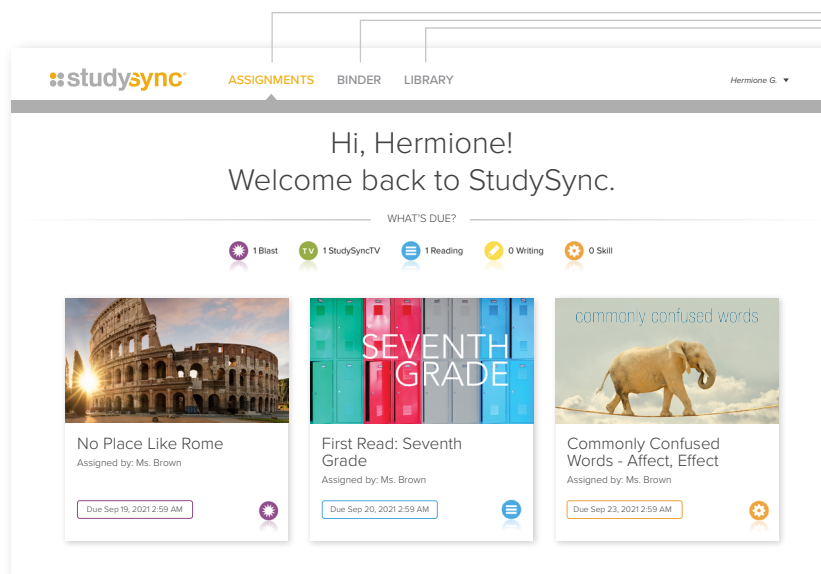 studysync
ASSIGNMENTS BINDER LIBRARY
Hermione G.
Hi, Hermione!
Welcome back to StudySync.
WHAT'S DUE?
1 Blast TV 1 StudySyncTV 1 Reading 0 Writing 0 Skill
SEVENTH
GRADE
commonly confused words
No Place Like Rome
Assigned by: Ms. Brown
Due Sep 19, 2021 2:59 AM
First Read: Seventh
Grade
Assigned by: Ms. Brown
Due Sep 20, 2021 2:59 AM
Commonly Confused
Words - Affect, Effect
Assigned by: Ms. Brown
Due Sep 23, 2021 2:59 AM